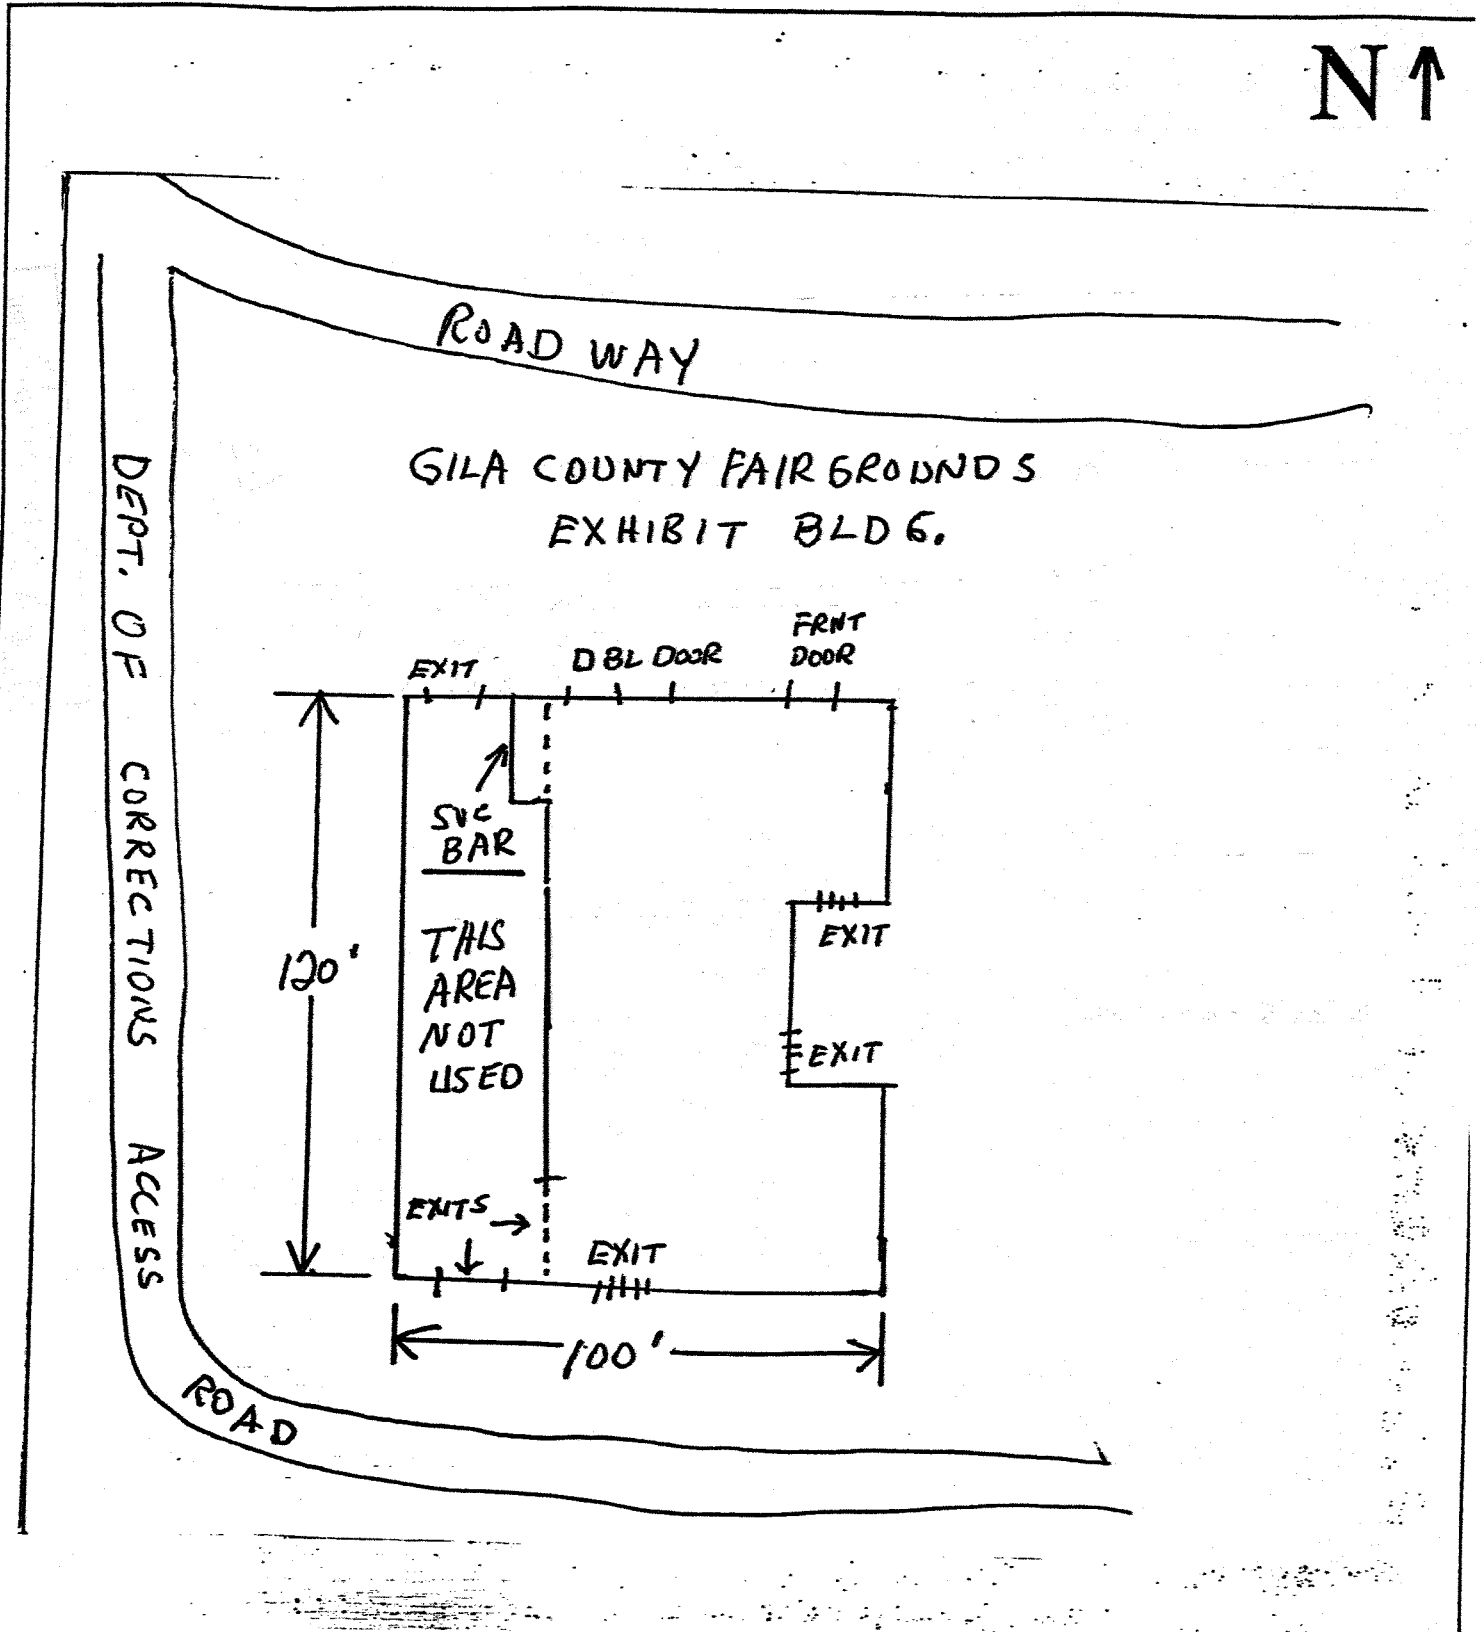 N
ROAD WAY
GILA COUNTY FAIRGROUNDS
EXHIBIT BLDG.
DEPT. OF CORRECTIONS ACCESS
ROAD
EXIT
DBL DOOR
FRNT
DOOR
SVC
BAR
THIS
AREA
NOT
USED
120'
EXIT
EXIT
EXITS
EXIT
100'